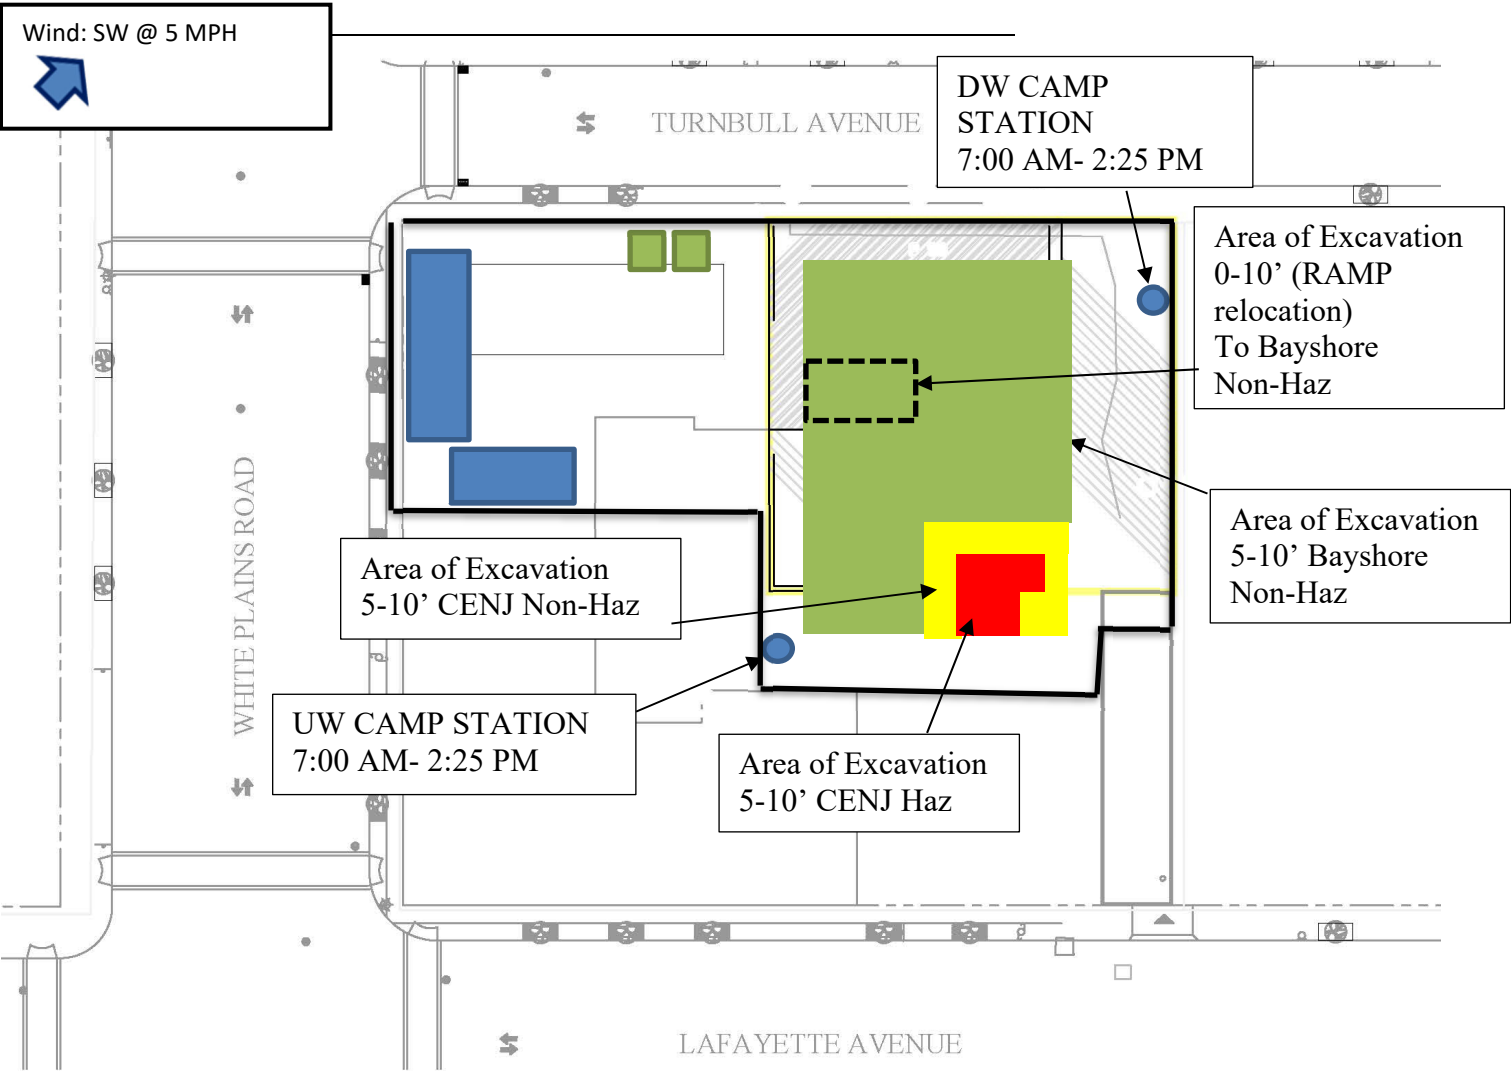 Wind: SW @ 5 MPH
TURNBULL AVENUE
DW CAMP
STATION
7:00 AM- 2:25 PM
Area of Excavation
0-10’ (RAMP
relocation)
To Bayshore
Non-Haz
WHITE PLAINS ROAD
Area of Excavation
5-10’ Bayshore
Non-Haz
Area of Excavation
5-10’ CENJ Non-Haz
UW CAMP STATION
7:00 AM- 2:25 PM
Area of Excavation
5-10’ CENJ Haz
LAFAYETTE AVENUE